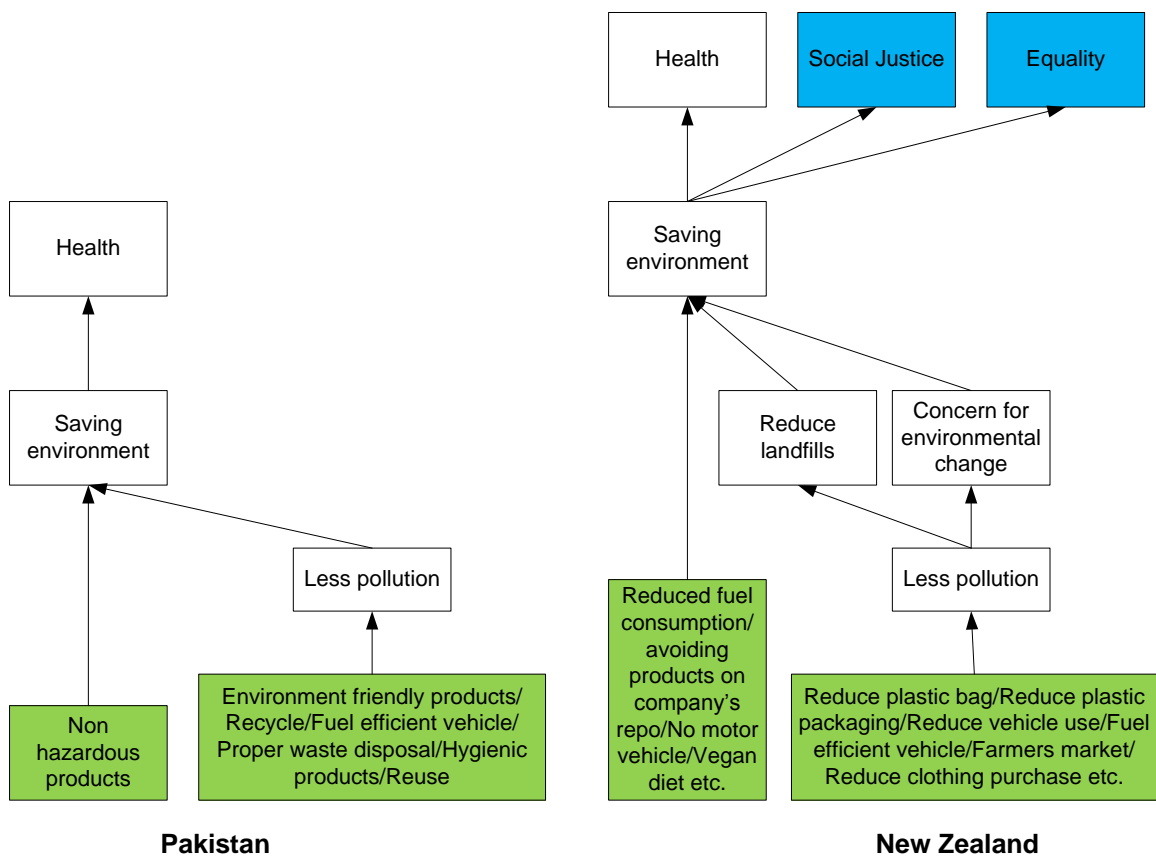 Health
Saving
environment
Less pollution
Non
hazardous
products
Environment friendly products/
Recycle/Fuel efficient vehicle/
Proper waste disposal/Hygienic
products/Reuse
Pakistan
Health
Social Justice
Equality
Saving
environment
Reduce
landfills
Concern for
environmental
change
Less pollution
Reduced fuel
consumption/
avoiding
products on
company's
repo/No motor
vehicle/Vegan
diet etc.
Reduce plastic bag/Reduce plastic
packaging/Reduce vehicle use/Fuel
efficient vehicle/Farmers market/
Reduce clothing purchase etc.
New Zealand